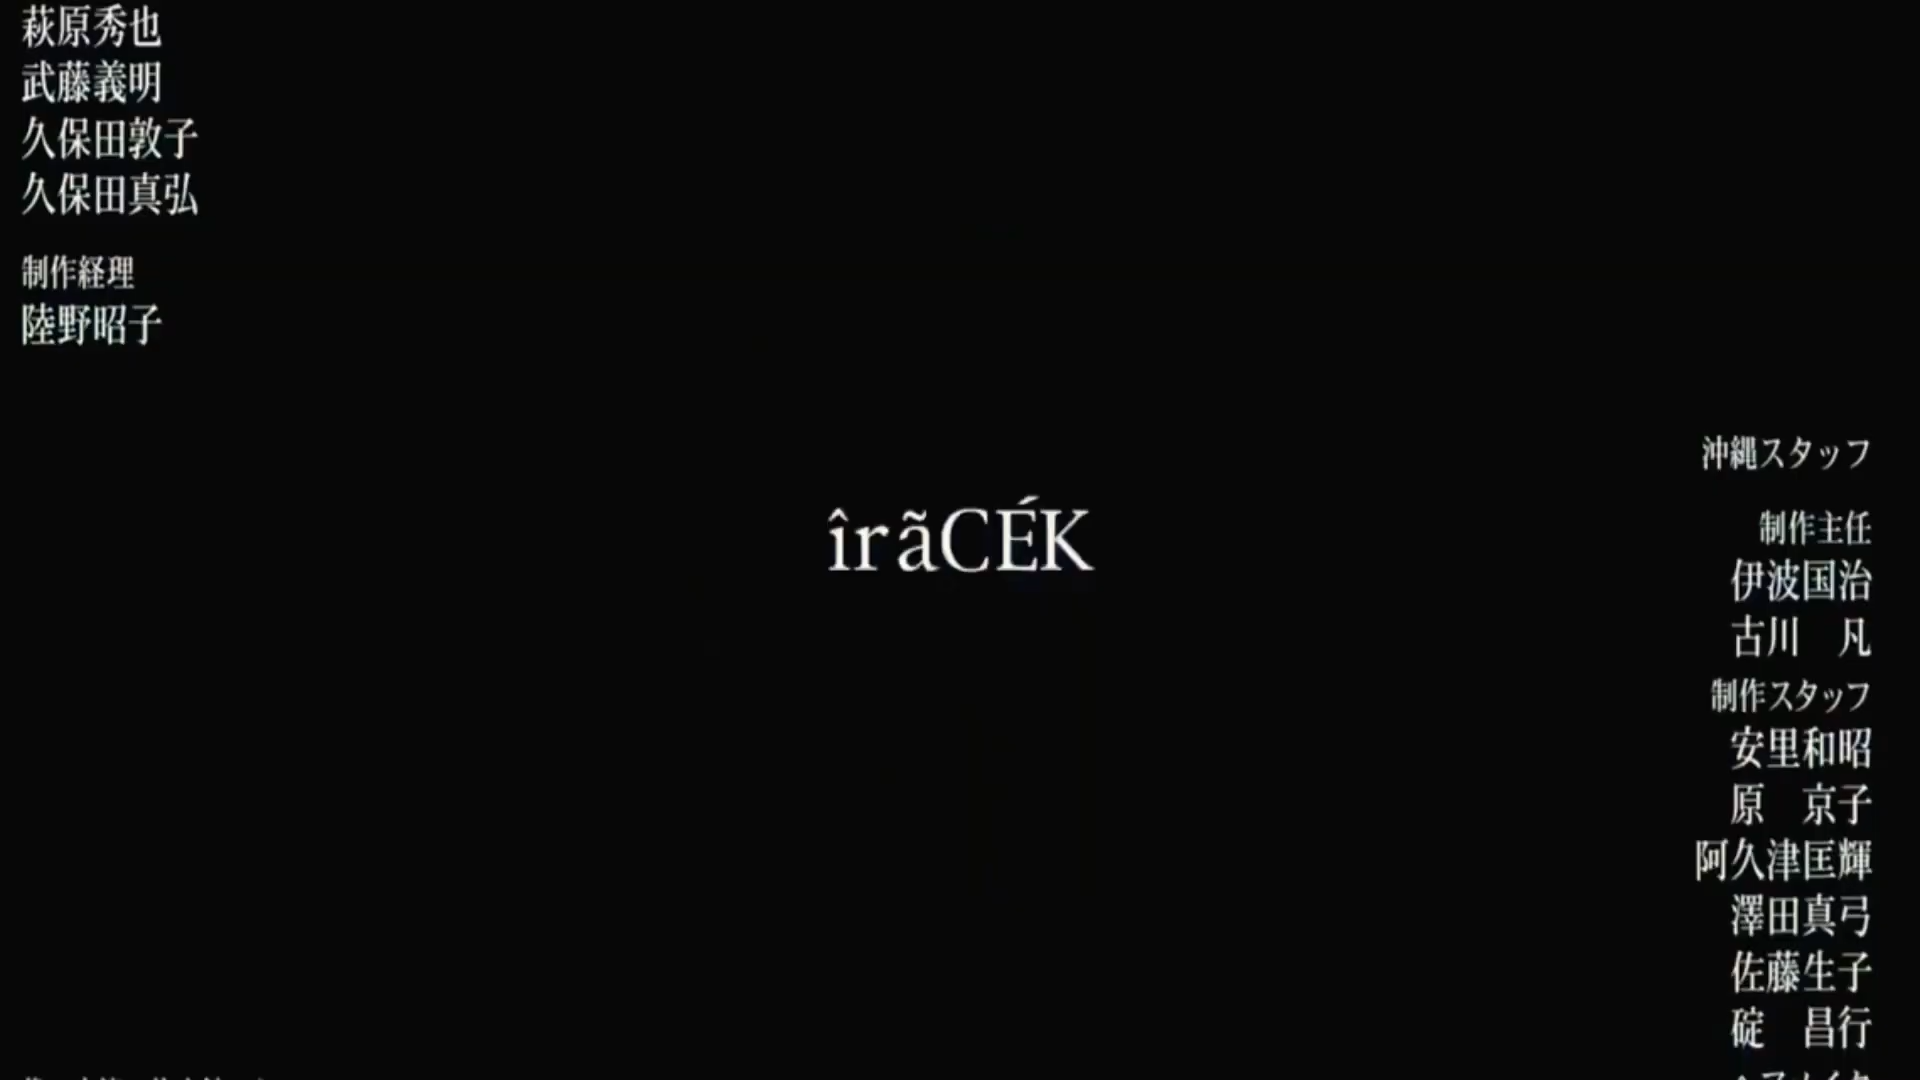 萩原秀也
武藤義明
久保田敦子
久保田真弘
制作経理
陸野昭子
îrãCÉK
沖縄スタッフ
制作主任
伊波国治
古川　凡
制作スタッフ
安里和昭
原　京子
阿久津匡輝
澤田真弓
佐藤生子
碇　昌行